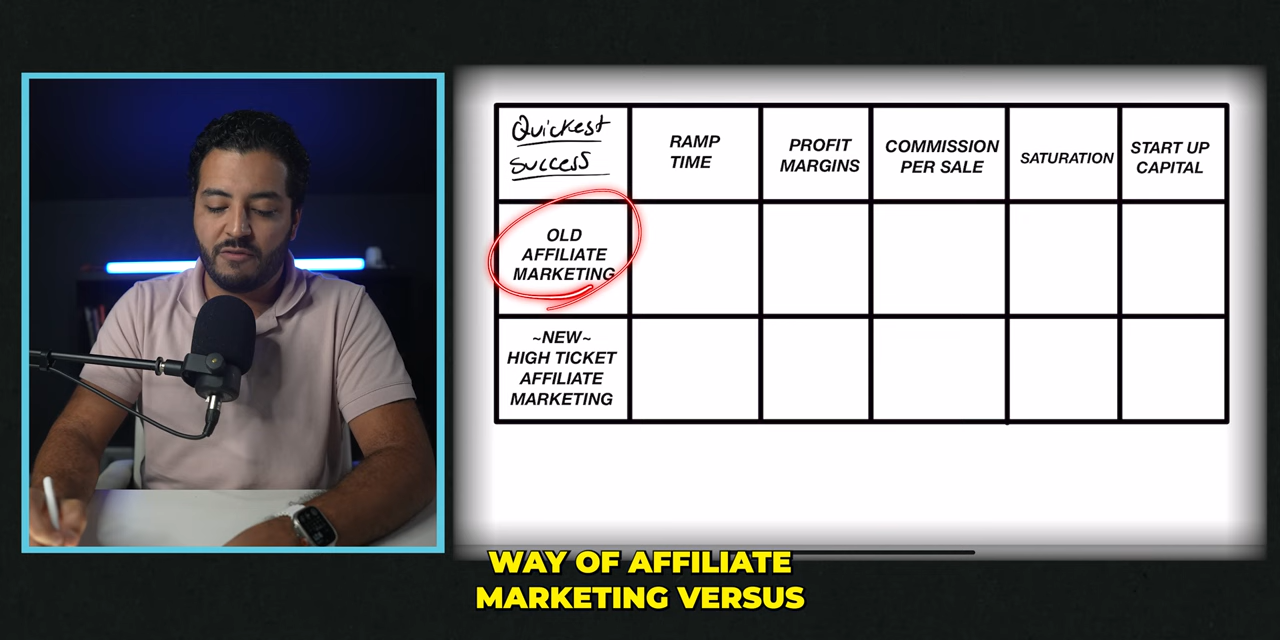 Quickest
success
RAMP
TIME
PROFIT
MARGINS
COMMISSION
PER SALE
SATURATION
START UP
CAPITAL
OLD
AFFILIATE
MARKETING
~NEW~
HIGH TICKET
AFFILIATE
MARKETING
WAY OF AFFILIATE
MARKETING VERSUS